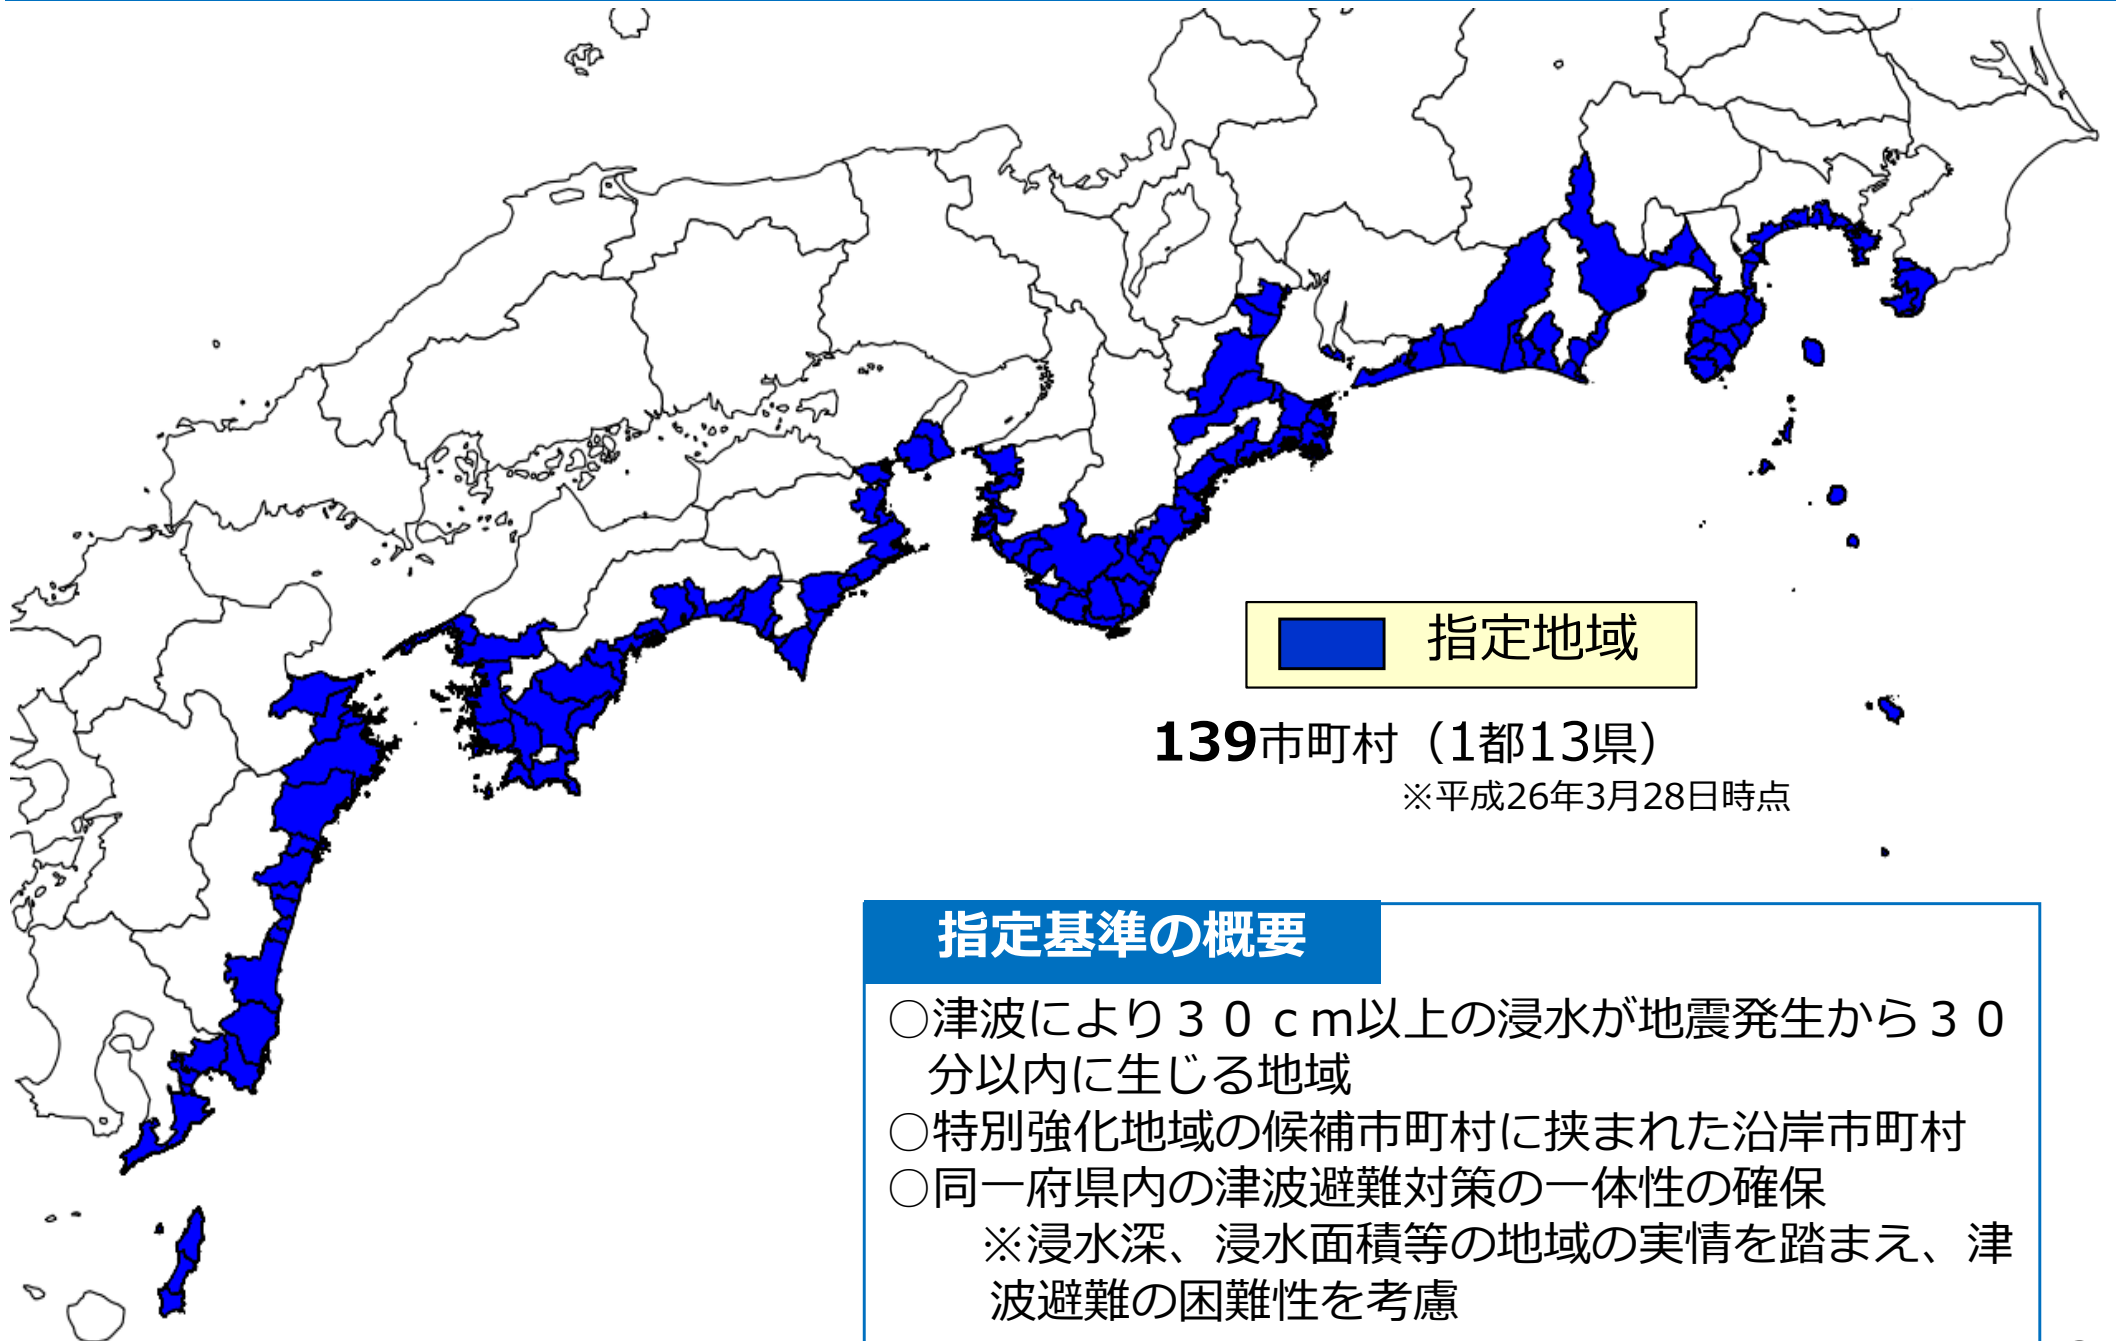 指定地域
139市町村（1都13県）
※平成26年3月28日時点
指定基準の概要
○津波により３０ｃｍ以上の浸水が地震発生から３０
分以内に生じる地域
○特別強化地域の候補市町村に挟まれた沿岸市町村
○同一府県内の津波避難対策の一体性の確保
※浸水深、浸水面積等の地域の実情を踏まえ、津
波避難の困難性を考慮